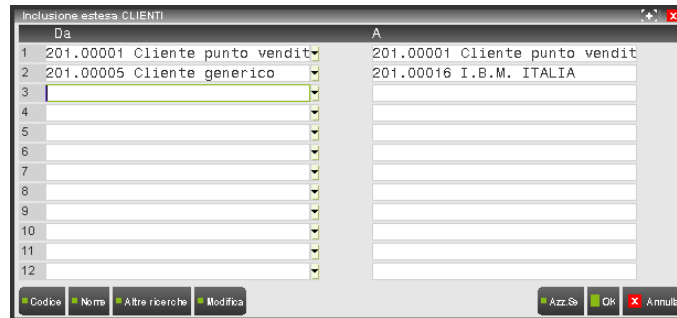 Inclusione estesa CLIENTI [+] X
Da A
1 201.00001 Cliente punto vendit 201.00001 Cliente punto vendit
2 201.00005 Cliente generico 201.00016 I.B.M. ITALIA
3
4
5
6
7
8
9
10
11
12
Codice Nome Altre ricerche Modifica Azz.Se OK X Annulla